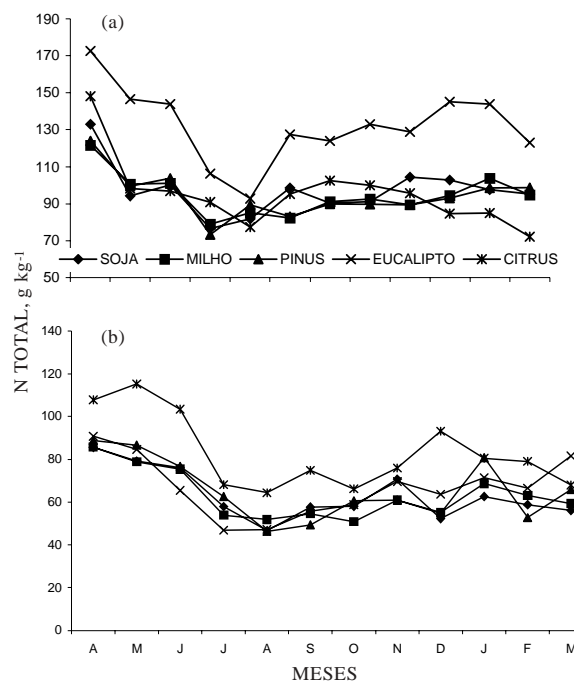 (a)
190
170
150
130
110
90
70
50
SOJA MILHO PINUS EUCALIPTO CITRUS
N TOTAL, g kg-1
(b)
140
120
100
80
60
40
20
0
A M J J A S O N D J F M
MESES